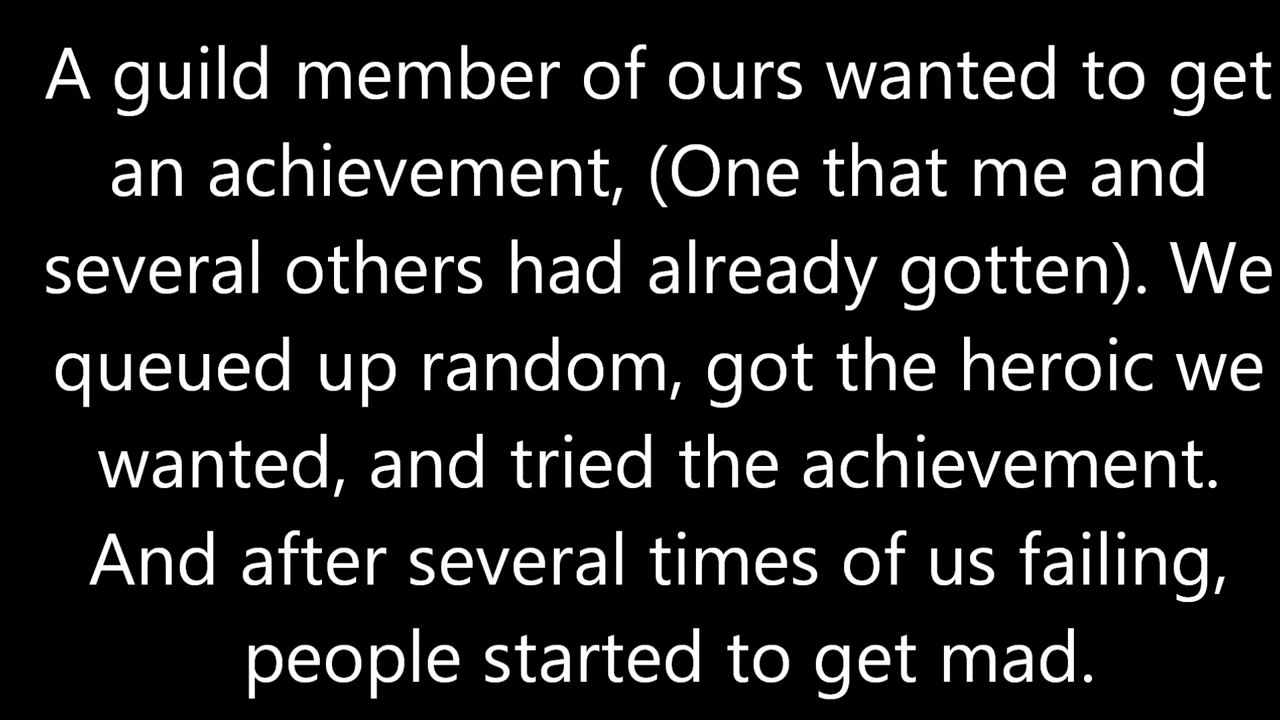 A guild member of ours wanted to get
an achievement, (One that me and
several others had already gotten). We
queued up random, got the heroic we
wanted, and tried the achievement.
And after several times of us failing,
people started to get mad.